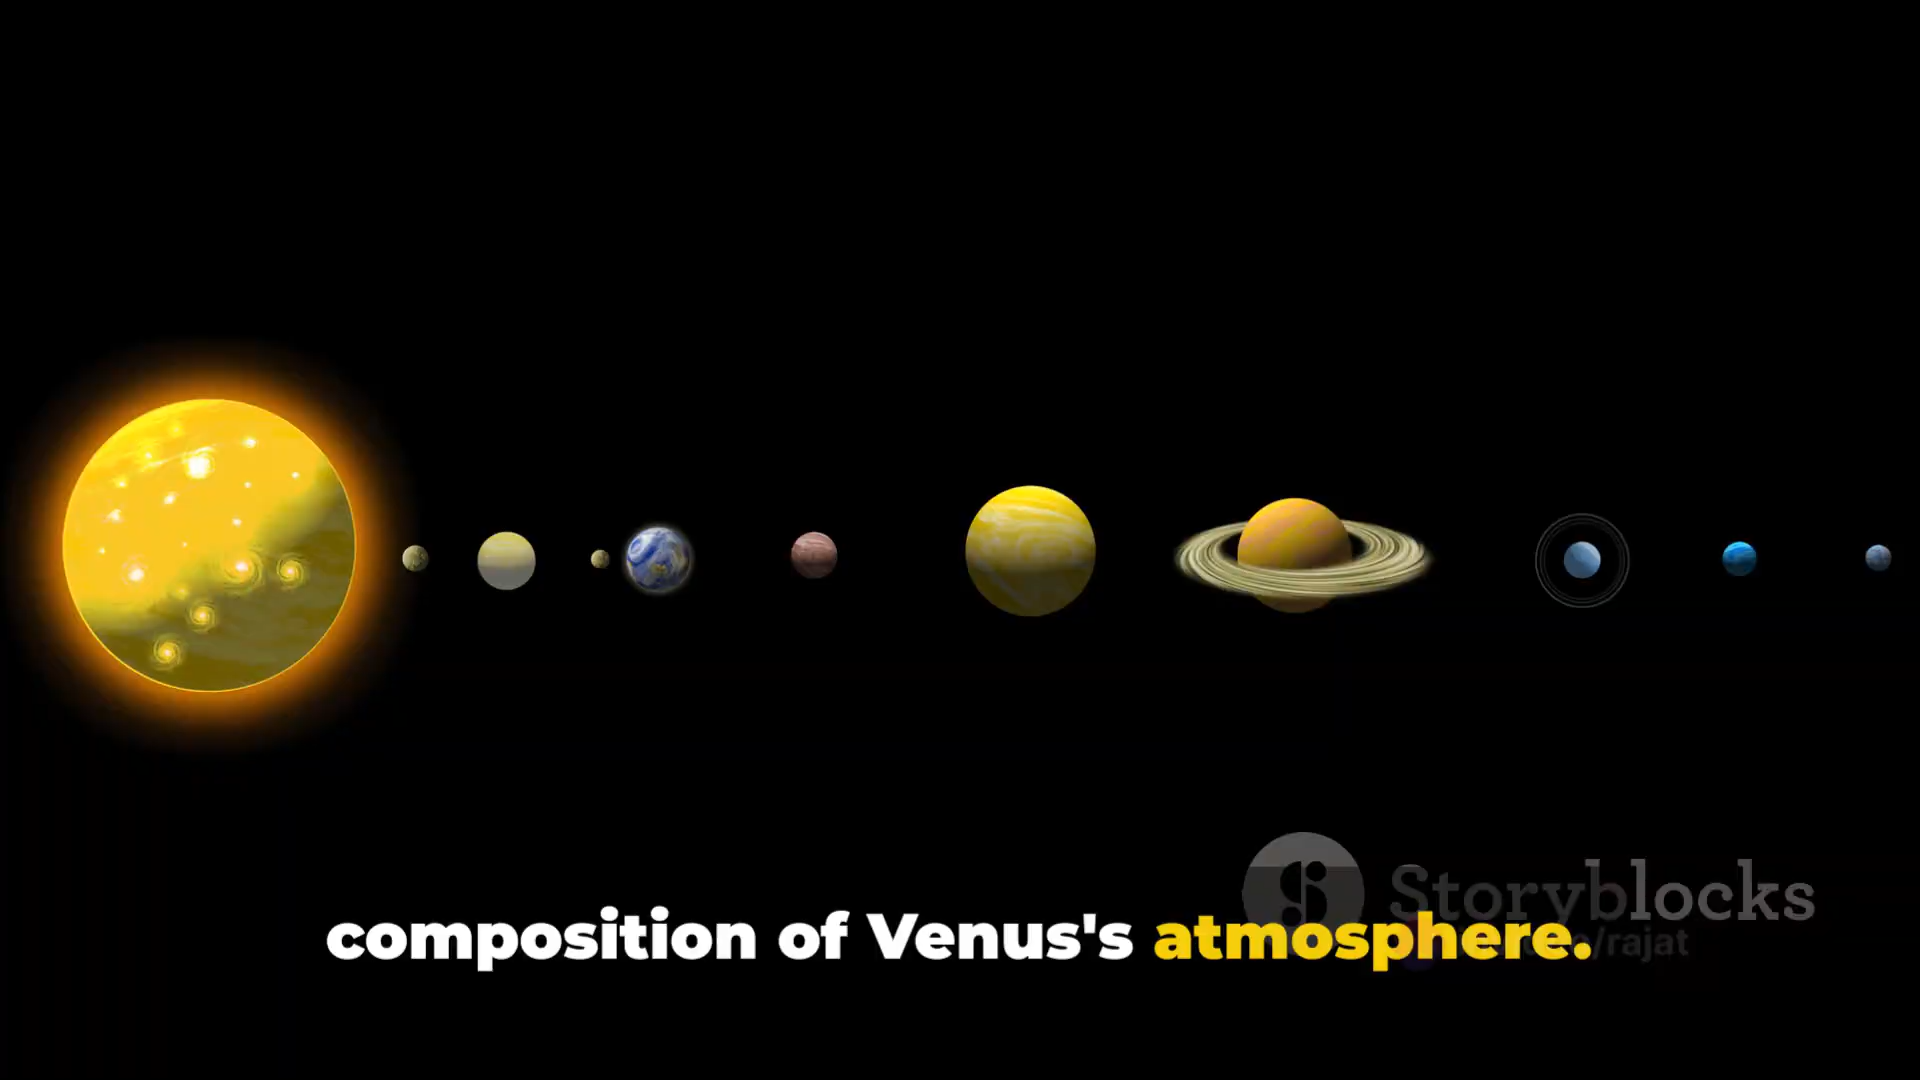 Storyblocks
composition of Venus's atmosphere.
/rajat